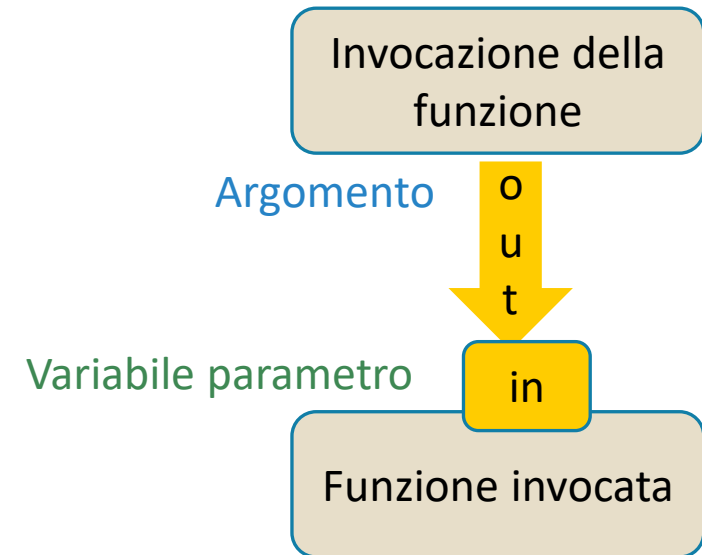 Invocazione della
funzione
Argomento
o
u
t
Variabile parametro
in
Funzione invocata